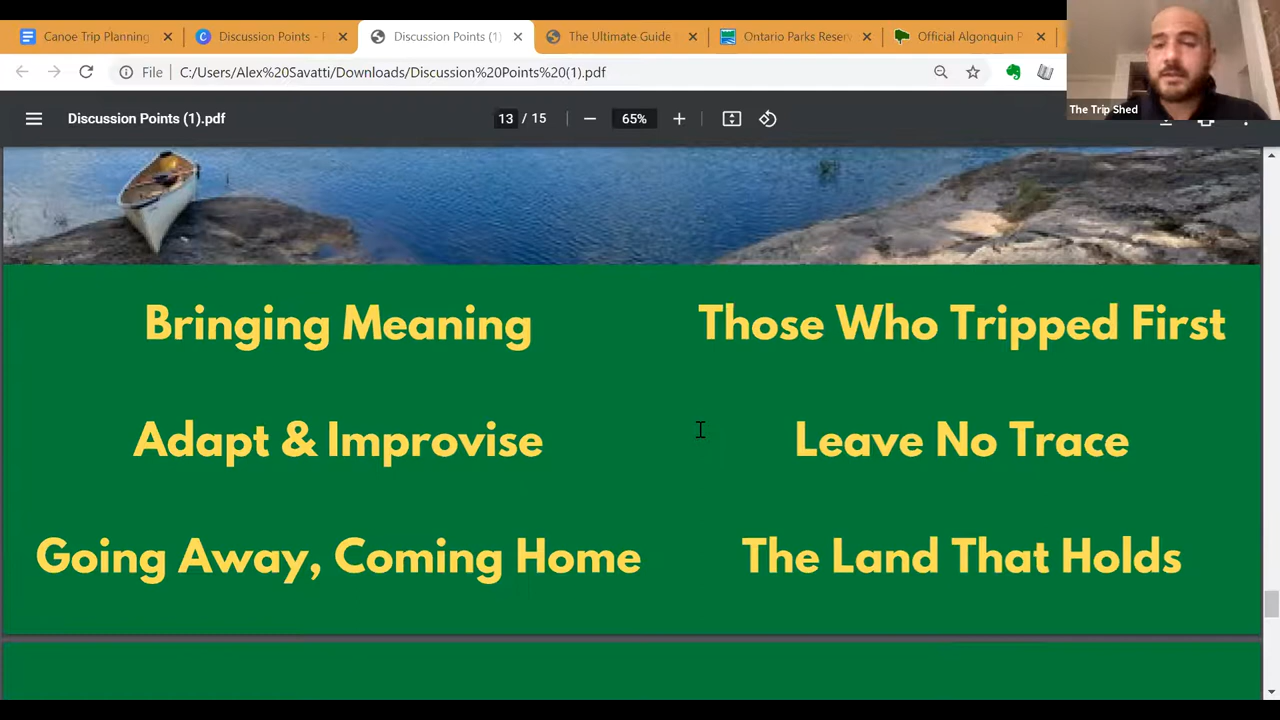 Canoe Trip Planning
Discussion Points -
Discussion Points (1)
The Ultimate Guide
Ontario Parks Reser
Official Algonquin P
File
C:/Users/Alex%20Savatti/Downloads/Discussion%20Points%20(1).pdf
The Trip Shed
Discussion Points (1).pdf
13 / 15
65%
Bringing Meaning
Those Who Tripped First
Adapt & Improvise
Leave No Trace
Going Away, Coming Home
The Land That Holds